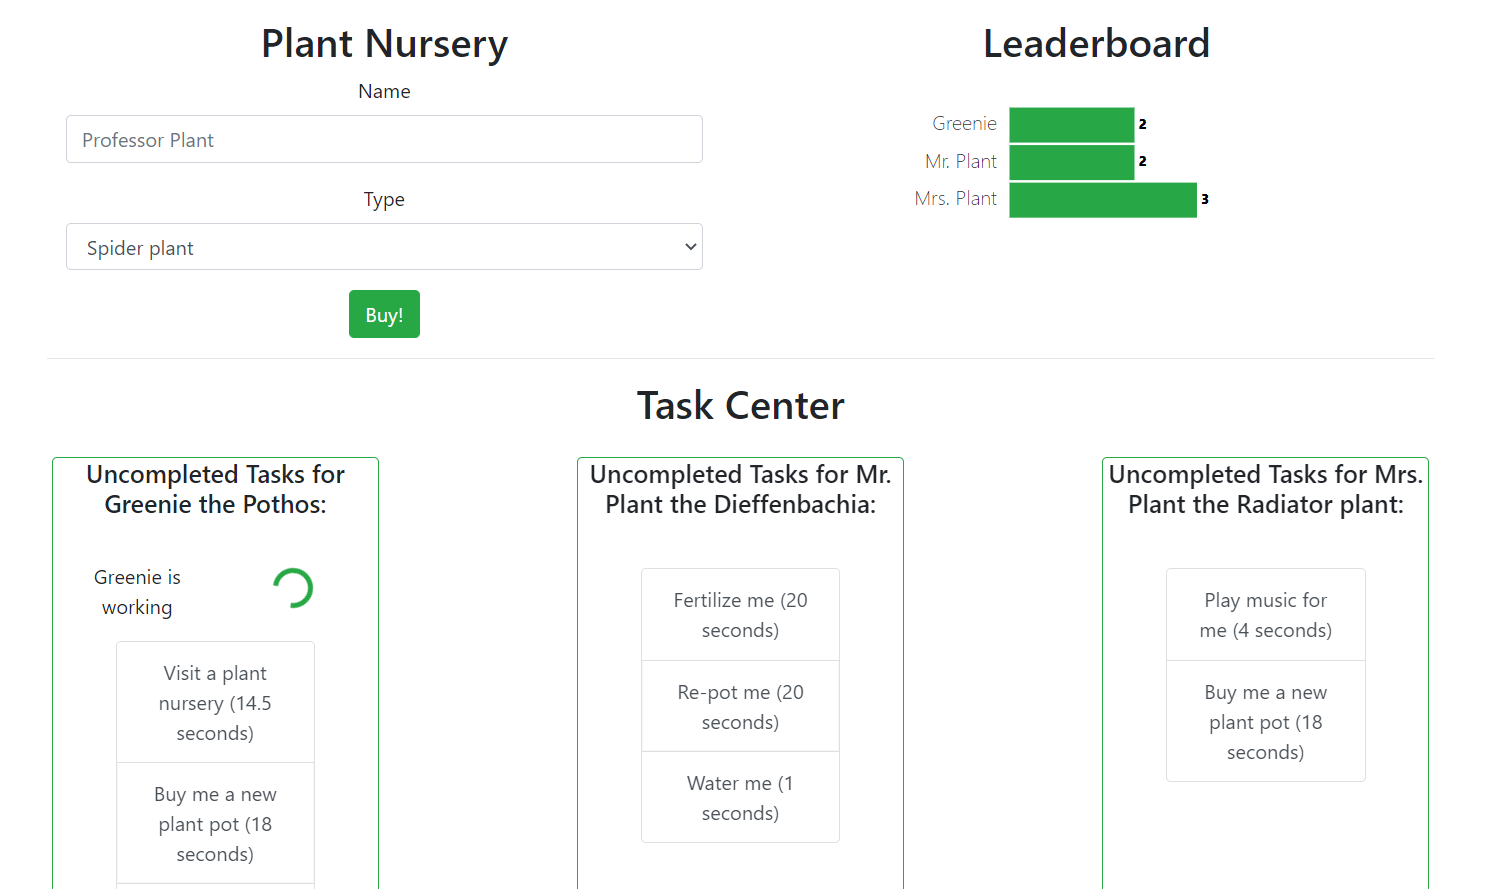 Plant Nursery
Name
Professor Plant
Type
Spider plant
Buy!
Leaderboard
Greenie 2
Mr. Plant 2
Mrs. Plant 3
Task Center
Uncompleted Tasks for
Greenie the Pothos:
Greenie is
working
Visit a plant
nursery (14.5
seconds)
Buy me a new
plant pot (18
seconds)
Uncompleted Tasks for Mr.
Plant the Dieffenbachia:
Fertilize me (20
seconds)
Re-pot me (20
seconds)
Water me (1
seconds)
Uncompleted Tasks for Mrs.
Plant the Radiator plant:
Play music for
me (4 seconds)
Buy me a new
plant pot (18
seconds)